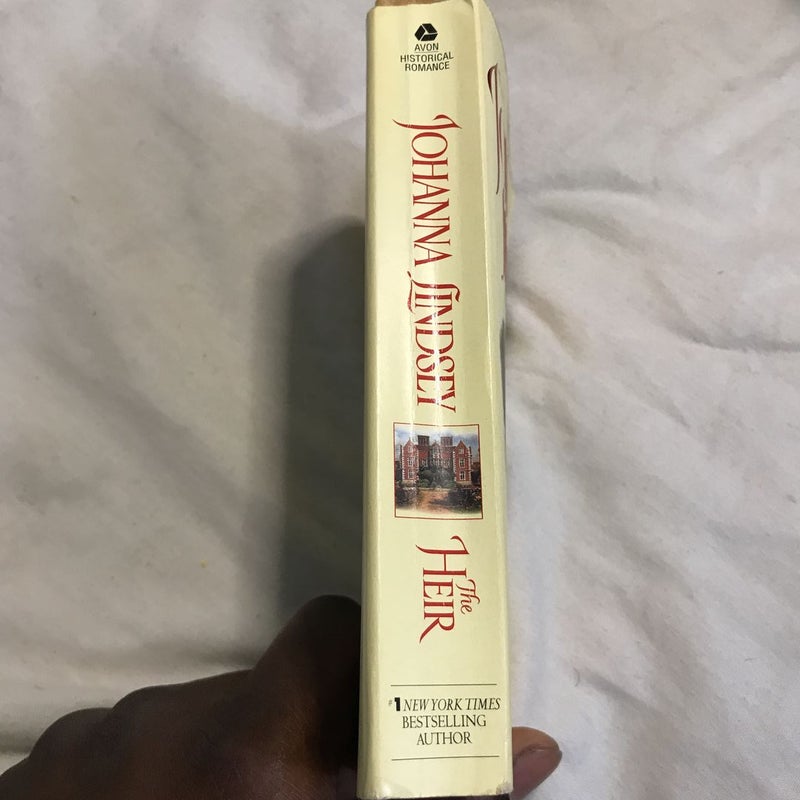 AVON
HISTORICAL
ROMANCE
JOHANNA LINDSEY
The
HEIR
#1 NEW YORK TIMES
BESTSELLING
AUTHOR